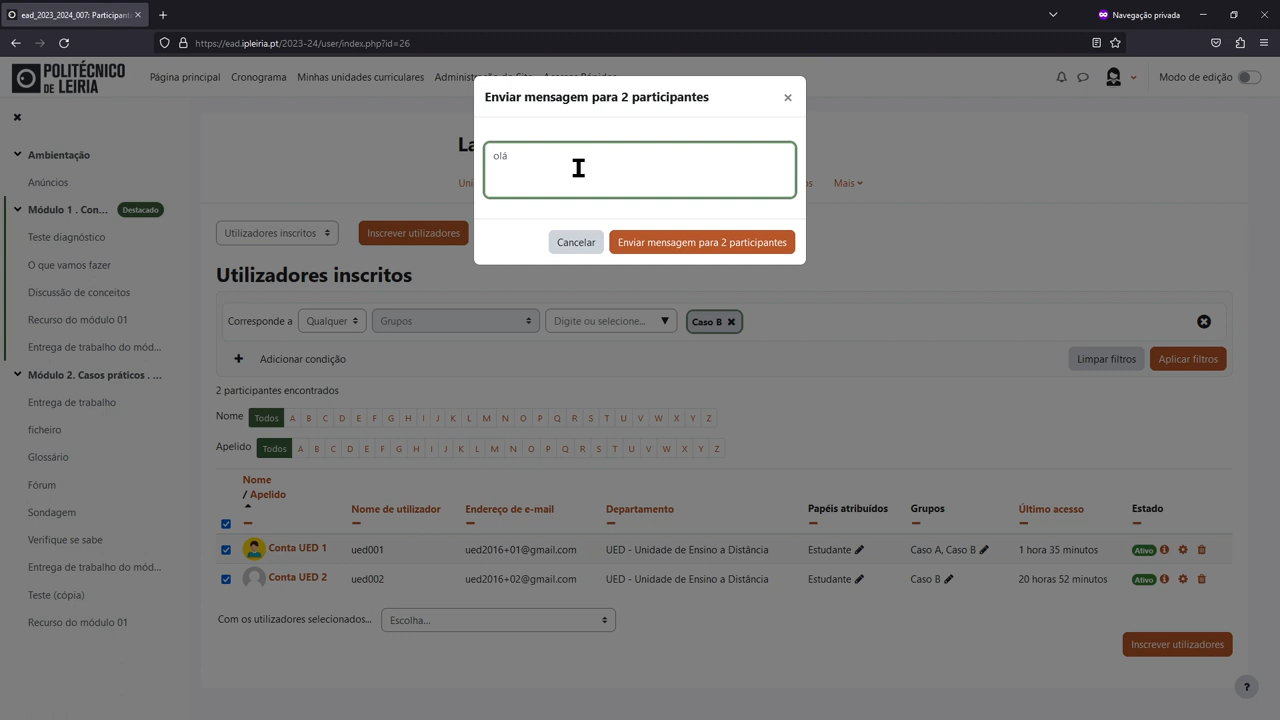 ead_2023_2024_007: Participant
Navegação privada
https://ead.ipleiria.pt/2023-24/user/index.php?id=26
POLITÉCNICO
DE LEIRIA
Página principal
Cronograma
Minhas unidades curriculares
Modo de edição
Enviar mensagem para 2 participantes
olá
Cancelar
Enviar mensagem para 2 participantes
Mais
Ambientação
Anúncios
Módulo 1 . Con...
Destacado
Teste diagnóstico
O que vamos fazer
Discussão de conceitos
Recurso do módulo 01
Entrega de trabalho do mód...
Módulo 2. Casos práticos . ...
Entrega de trabalho
ficheiro
Glossário
Fórum
Sondagem
Verifique se sabe
Entrega de trabalho do mód...
Teste (cópia)
Recurso do módulo 01
Utilizadores inscritos
Inscrever utilizadores
Utilizadores inscritos
Corresponde a
Qualquer
Grupos
Digite ou selecione...
Caso B
Adicionar condição
Limpar filtros
Aplicar filtros
2 participantes encontrados
Nome Todos A B C D E F G H I J K L M N O P Q R S T U V W X Y Z
Apelido Todos A B C D E F G H I J K L M N O P Q R S T U V W X Y Z
Nome
/ Apelido
Nome de utilizador
Endereço de e-mail
Departamento
Papéis atribuídos
Grupos
Último acesso
Estado
Conta UED 1 ued001 ued2016+01@gmail.com UED - Unidade de Ensino a Distância Estudante Caso A, Caso B 1 hora 35 minutos Ativo
Conta UED 2 ued002 ued2016+02@gmail.com UED - Unidade de Ensino a Distância Estudante Caso B 20 horas 52 minutos Ativo
Com os utilizadores selecionados...
Escolha...
Inscrever utilizadores
?